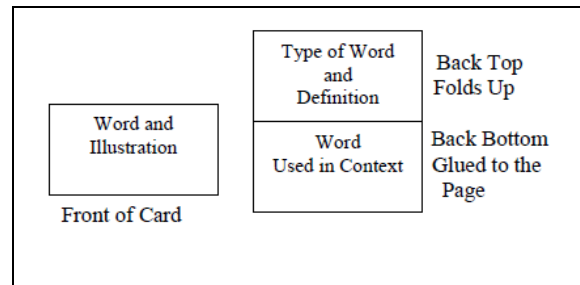 Word and
Illustration
Front of Card
Type of Word
and
Definition
Back Top
Folds Up
Word
Used in Context
Back Bottom
Glued to the
Page